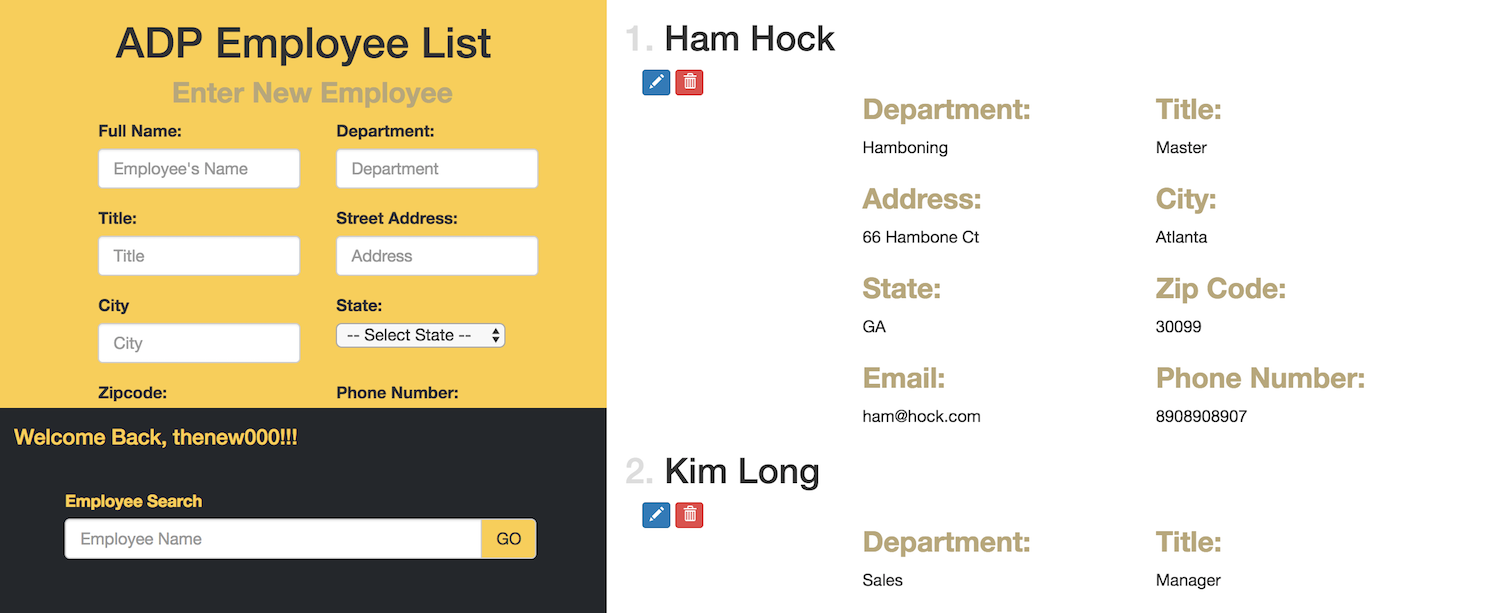 ADP Employee List
Enter New Employee
Full Name: Department:
Employee's Name Department
Title: Street Address:
Title Address
City State:
City -- Select State --
Zipcode: Phone Number:
Welcome Back, thenew000!!!
Employee Search
Employee Name GO
1. Ham Hock
Department: Title:
Hamboning Master
Address: City:
66 Hambone Ct Atlanta
State: Zip Code:
GA 30099
Email: Phone Number:
ham@hock.com 8908908907
2. Kim Long
Department: Title:
Sales Manager